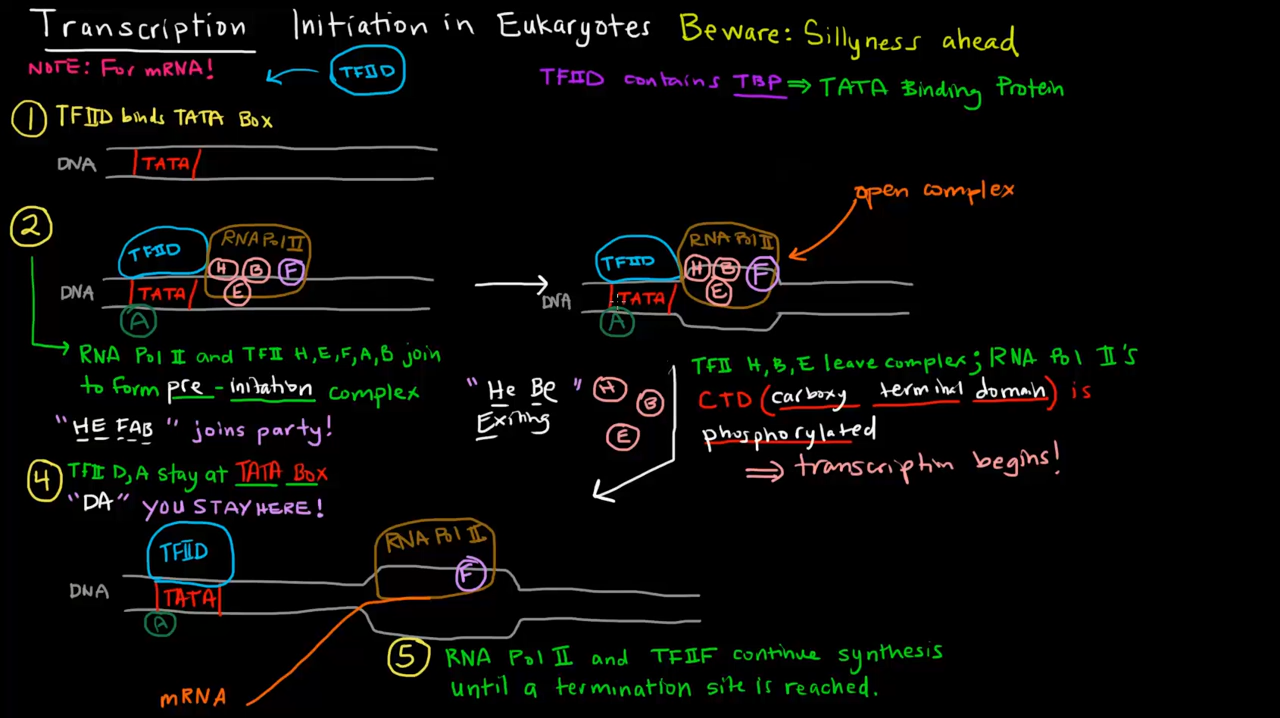 Transcription Initiation in Eukaryotes Beware: Sillyness ahead
NOTE: For mRNA!
TFIID
TFIID contains TBP ⇒ TATA Binding Protein
1 TFIID binds TATA Box
DNA TATA
open complex
2
TFIID RNA Pol II
H B F
E
DNA TATA
A
TFIID RNA Pol II
H B F
E
DNA TATA
A
RNA Pol II and TFII H, E, F, A, B join
to form pre-initation complex
"HE FAB" joins party!
"He Be"
Exiting
H
B
E
TFII H, B, E leave complex; RNA Pol II's
CTD (carboxy terminal domain) is
phosphorylated
⇒ transcription begins!
4 TFII D, A stay at TATA Box
"DA" YOU STAY HERE!
TFIID RNA Pol II
F
DNA TATA
A
mRNA
5 RNA Pol II and TFIIF continue synthesis
until a termination site is reached.